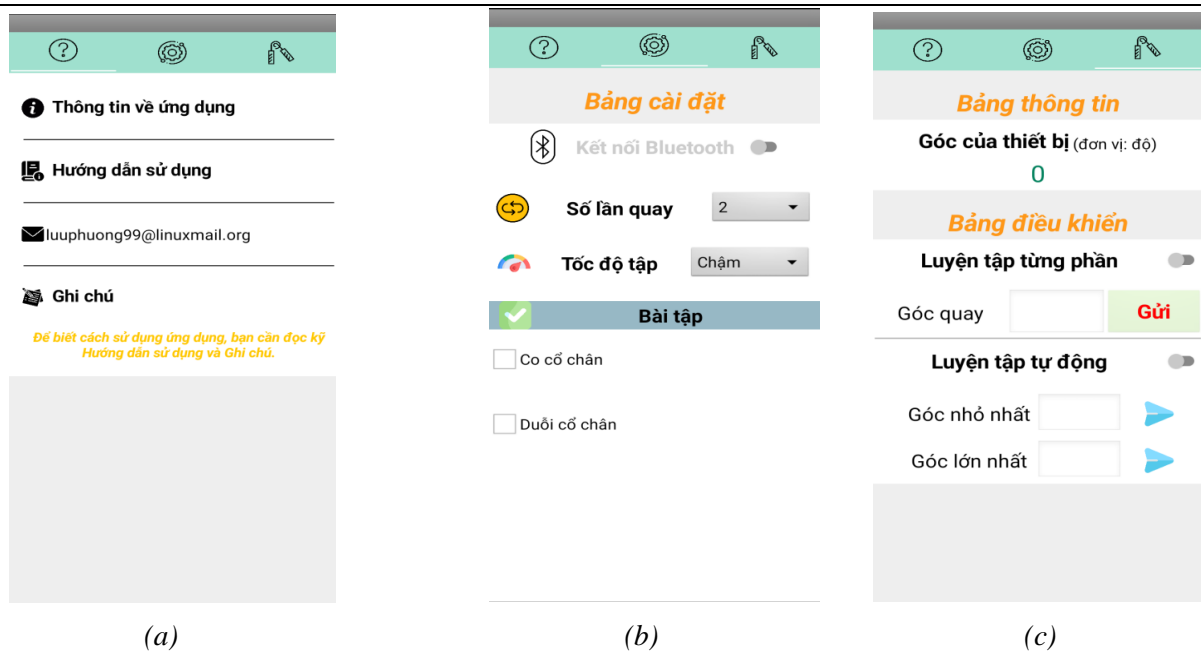 Thông tin về ứng dụng
Hướng dẫn sử dụng
luuphuong99@linuxmail.org
Ghi chú
Để biết cách sử dụng ứng dụng, bạn cần đọc kỹ
Hướng dẫn sử dụng và Ghi chú.
(a)
Bảng cài đặt
Kết nối Bluetooth
Số lần quay 2
Tốc độ tập Chậm
Bài tập
Co cổ chân
Duỗi cổ chân
(b)
Bảng thông tin
Góc của thiết bị (đơn vị: độ)
0
Bảng điều khiển
Luyện tập từng phần
Góc quay Gửi
Luyện tập tự động
Góc nhỏ nhất
Góc lớn nhất
(c)